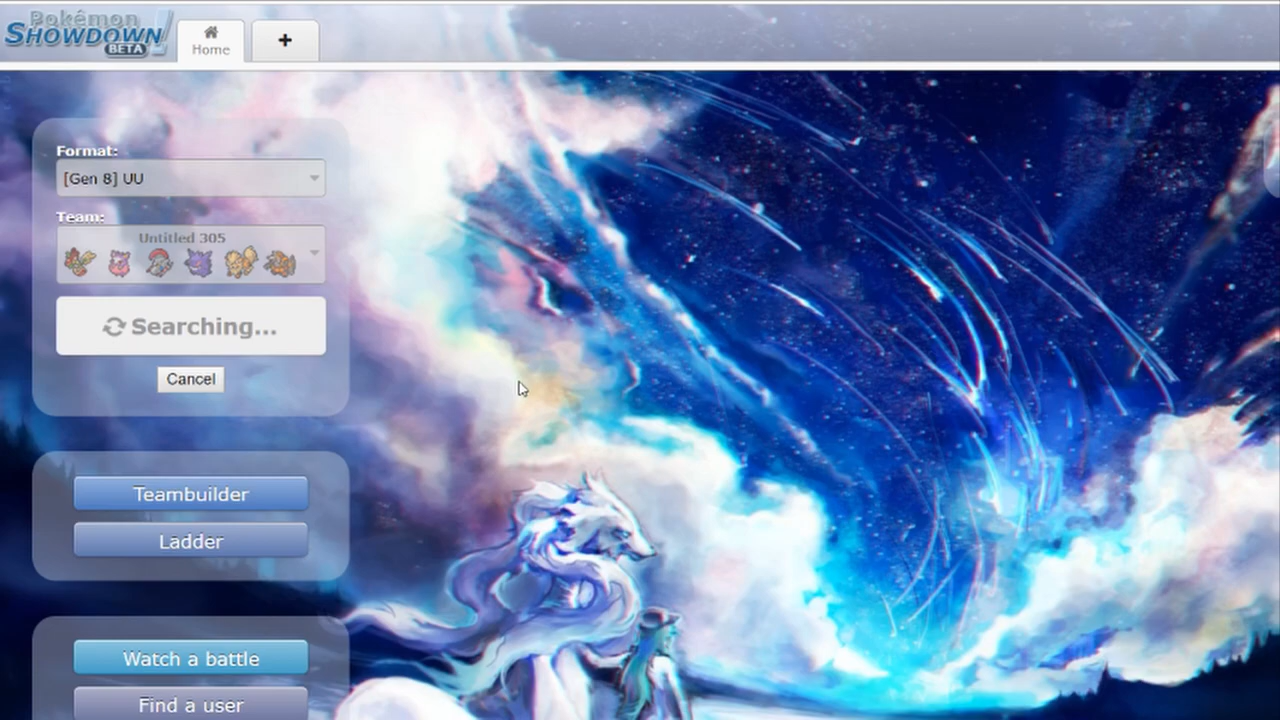 Pokémon
SHOWDOWN!
BETA
Home
+
Format:
[Gen 8] UU
Team:
Untitled 305
Searching...
Cancel
Teambuilder
Ladder
Watch a battle
Find a user